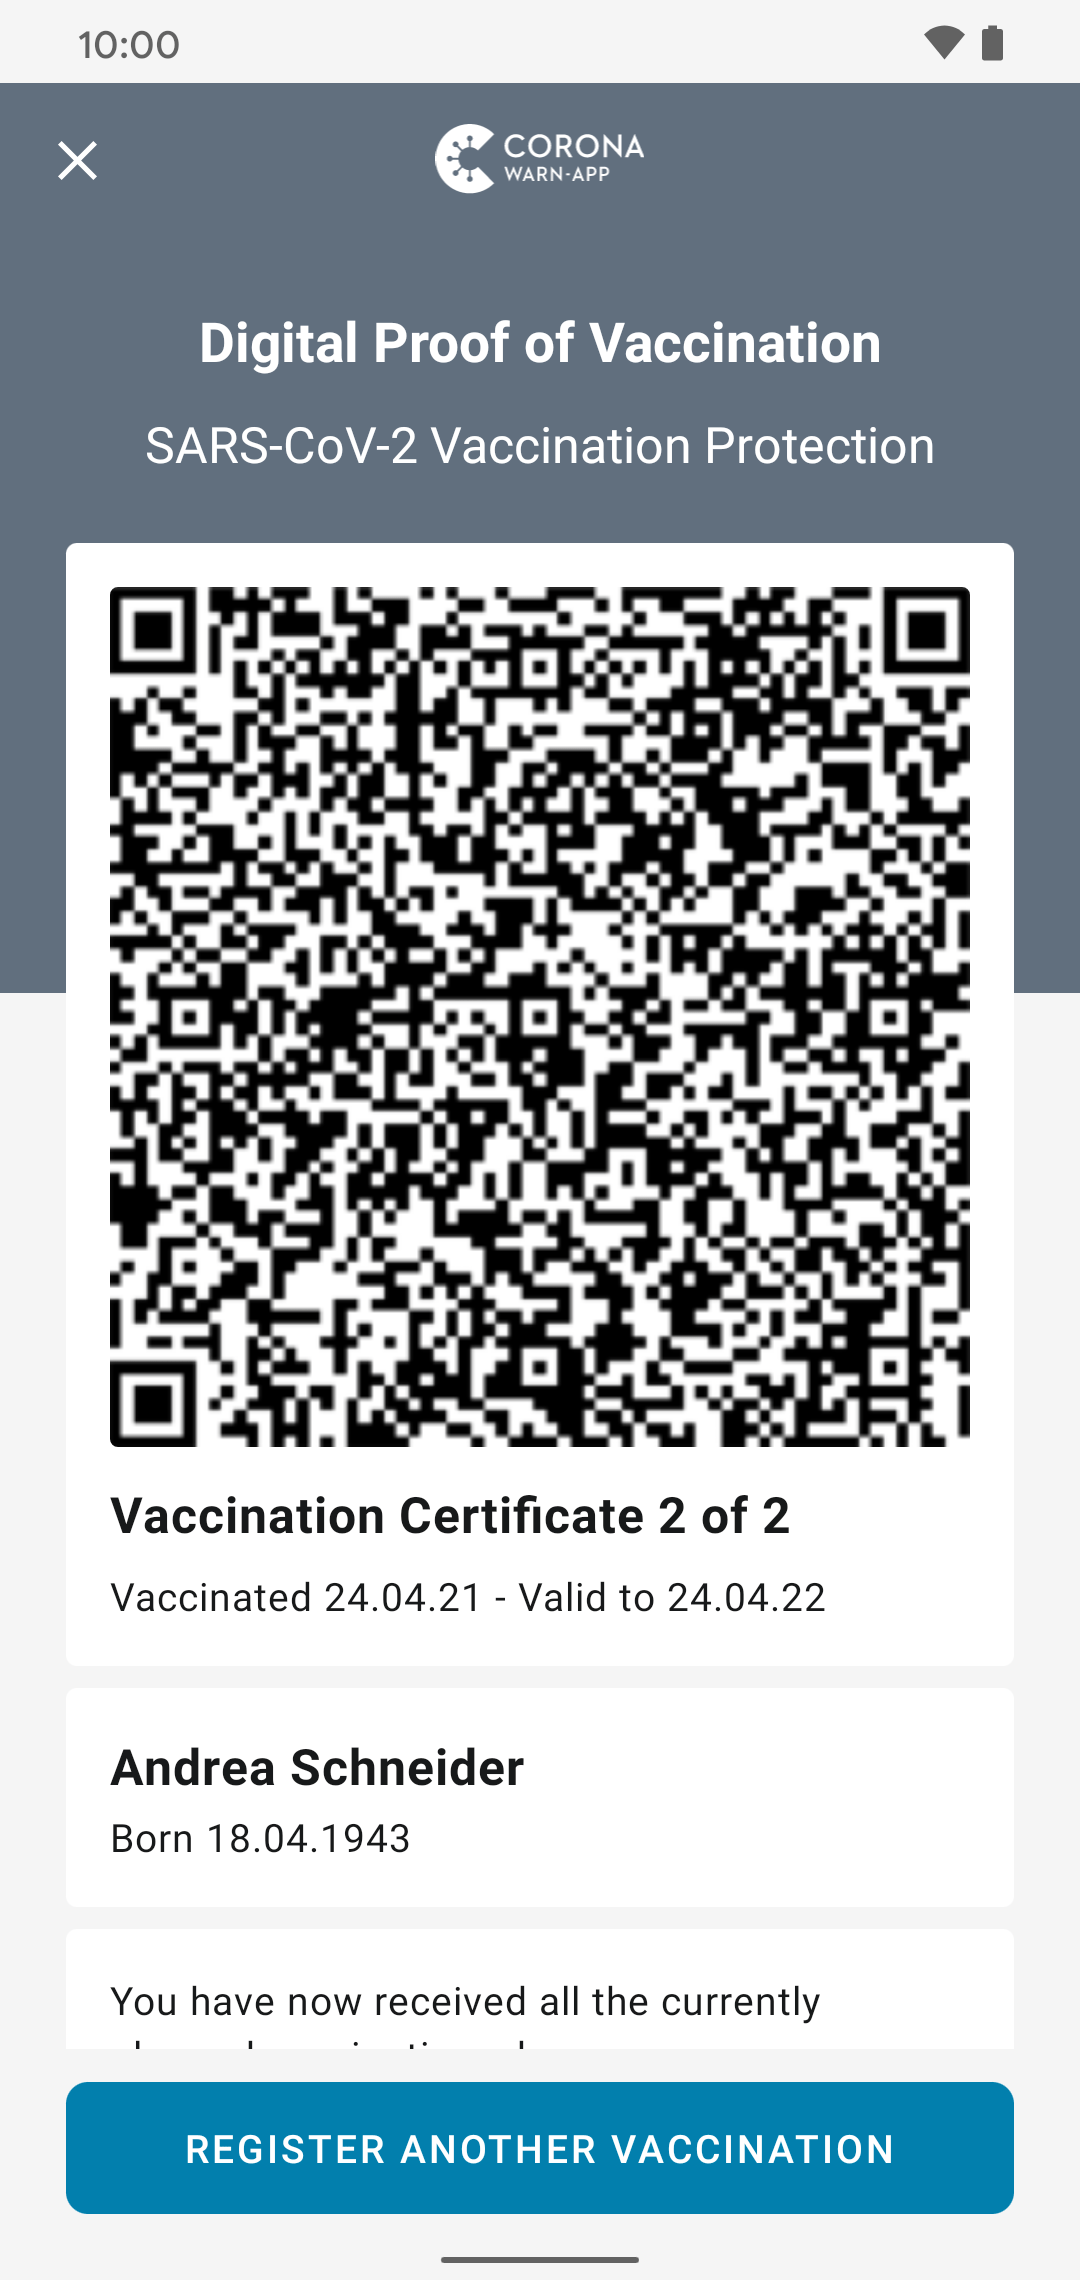 10:00
CORONA
WARN-APP
Digital Proof of Vaccination
SARS-CoV-2 Vaccination Protection
Vaccination Certificate 2 of 2
Vaccinated 24.04.21 - Valid to 24.04.22
Andrea Schneider
Born 18.04.1943
You have now received all the currently
REGISTER ANOTHER VACCINATION